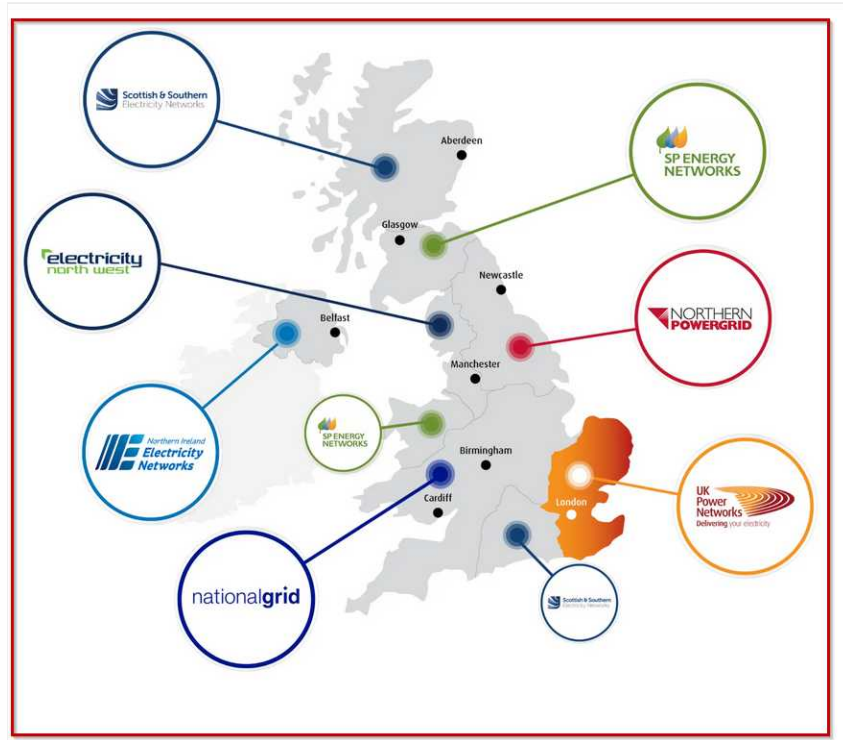 Scottish & Southern
Electricity Networks
Aberdeen
SP ENERGY
NETWORKS
Glasgow
electricity
north west
Newcastle
NORTHERN
POWERGRID
Belfast
Manchester
Northern Ireland
Electricity
Networks
SP ENERGY
NETWORKS
Birmingham
UK
Power
Networks
Delivering your electricity
Cardiff
London
nationalgrid
Scottish & Southern
Electricity Networks